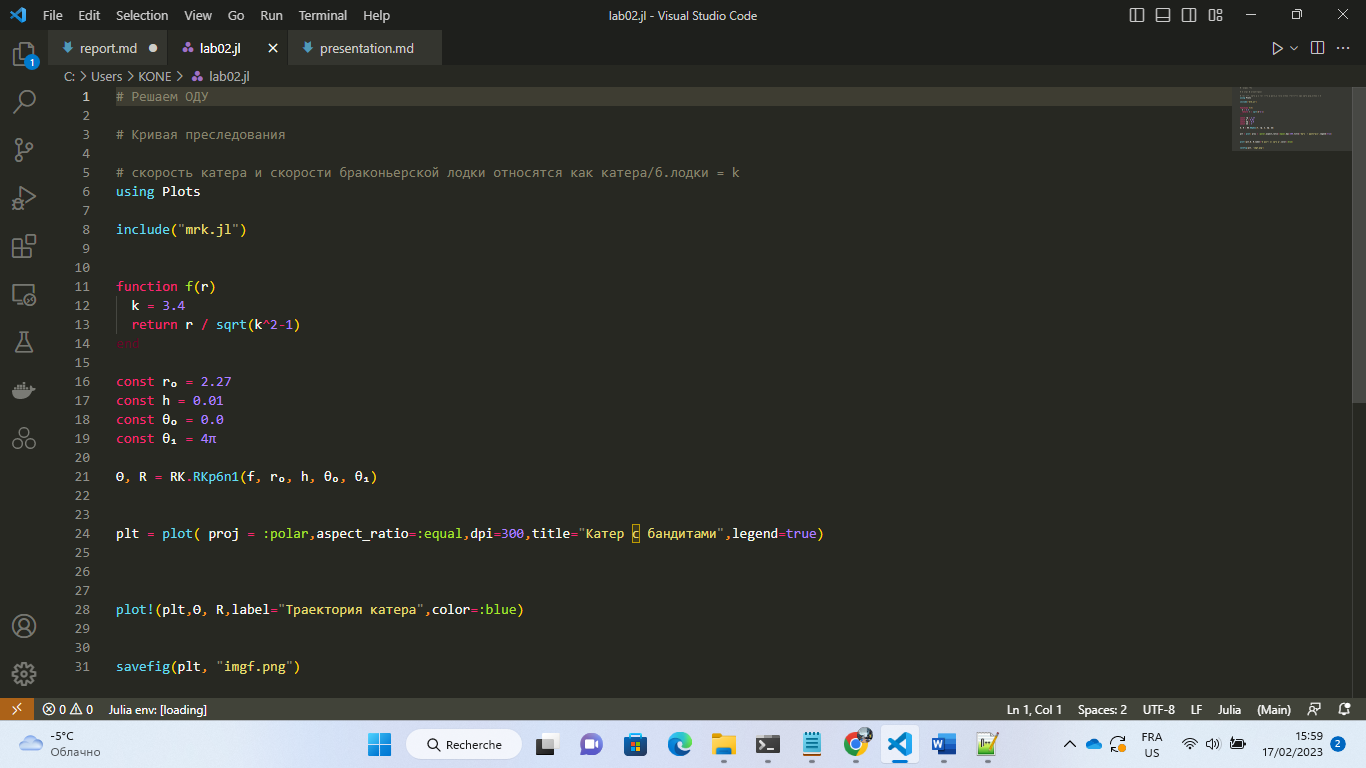 File Edit Selection View Go Run Terminal Help
lab02.jl - Visual Studio Code
report.md
lab02.jl
presentation.md
C: > Users > KONE > lab02.jl
1 # Решаем ОДУ
2
3 # Кривая преследования
4
5 # скорость катера и скорости браконьерской лодки относятся как катера/б.лодки = k
6 using Plots
7
8 include("mrk.jl")
9
10
11 function f(r)
12 k = 3.4
13 return r / sqrt(k^2-1)
14
15
16 const r₀ = 2.27
17 const h = 0.01
18 const θ₀ = 0.0
19 const θ₁ = 4π
20
21 Θ, R = RK.RKp6n1(f, r₀, h, θ₀, θ₁)
22
23
24 plt = plot( proj = :polar,aspect_ratio=:equal,dpi=300,title="Катер с бандитами",legend=true)
25
26
27
28 plot!(plt,Θ, R,label="Траектория катера",color=:blue)
29
30
31 savefig(plt, "imgf.png")
1
0 0 Julia env: [loading]
Ln 1, Col 1 Spaces: 2 UTF-8 LF Julia (Main)
-5°C
Облачно
Recherche
FRA
US
15:59
17/02/2023
2